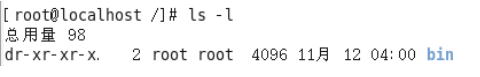 [root@localhost /]# ls -l
总用量 98
dr-xr-xr-x.   2 root root  4096 11月  12 04:00 bin